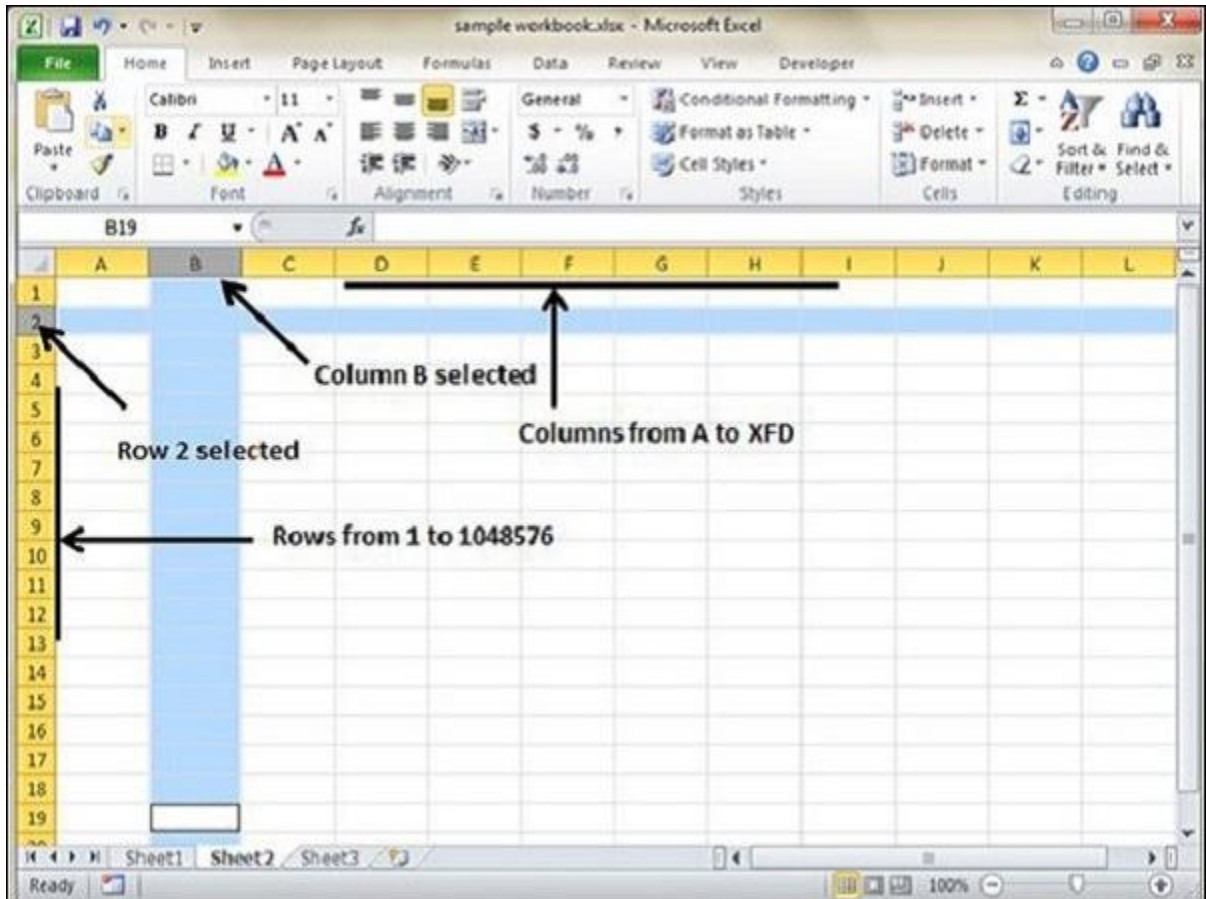 sample workbook.xlsx - Microsoft Excel
File Home Insert Page Layout Formulas Data Review View Developer
Paste
Calibri 11
B I U A A
General
$ % ,
Conditional Formatting
Format as Table
Cell Styles
Insert
Delete
Format
Σ
Sort & Filter
Find & Select
Clipboard Font Alignment Number Styles Cells Editing
B19 fx
A B C D E F G H I J K L
1
2
3
4
5
6
7
8
9
10
11
12
13
14
15
16
17
18
19
20
Column B selected
Columns from A to XFD
Row 2 selected
Rows from 1 to 1048576
Sheet1 Sheet2 Sheet3
Ready 100%